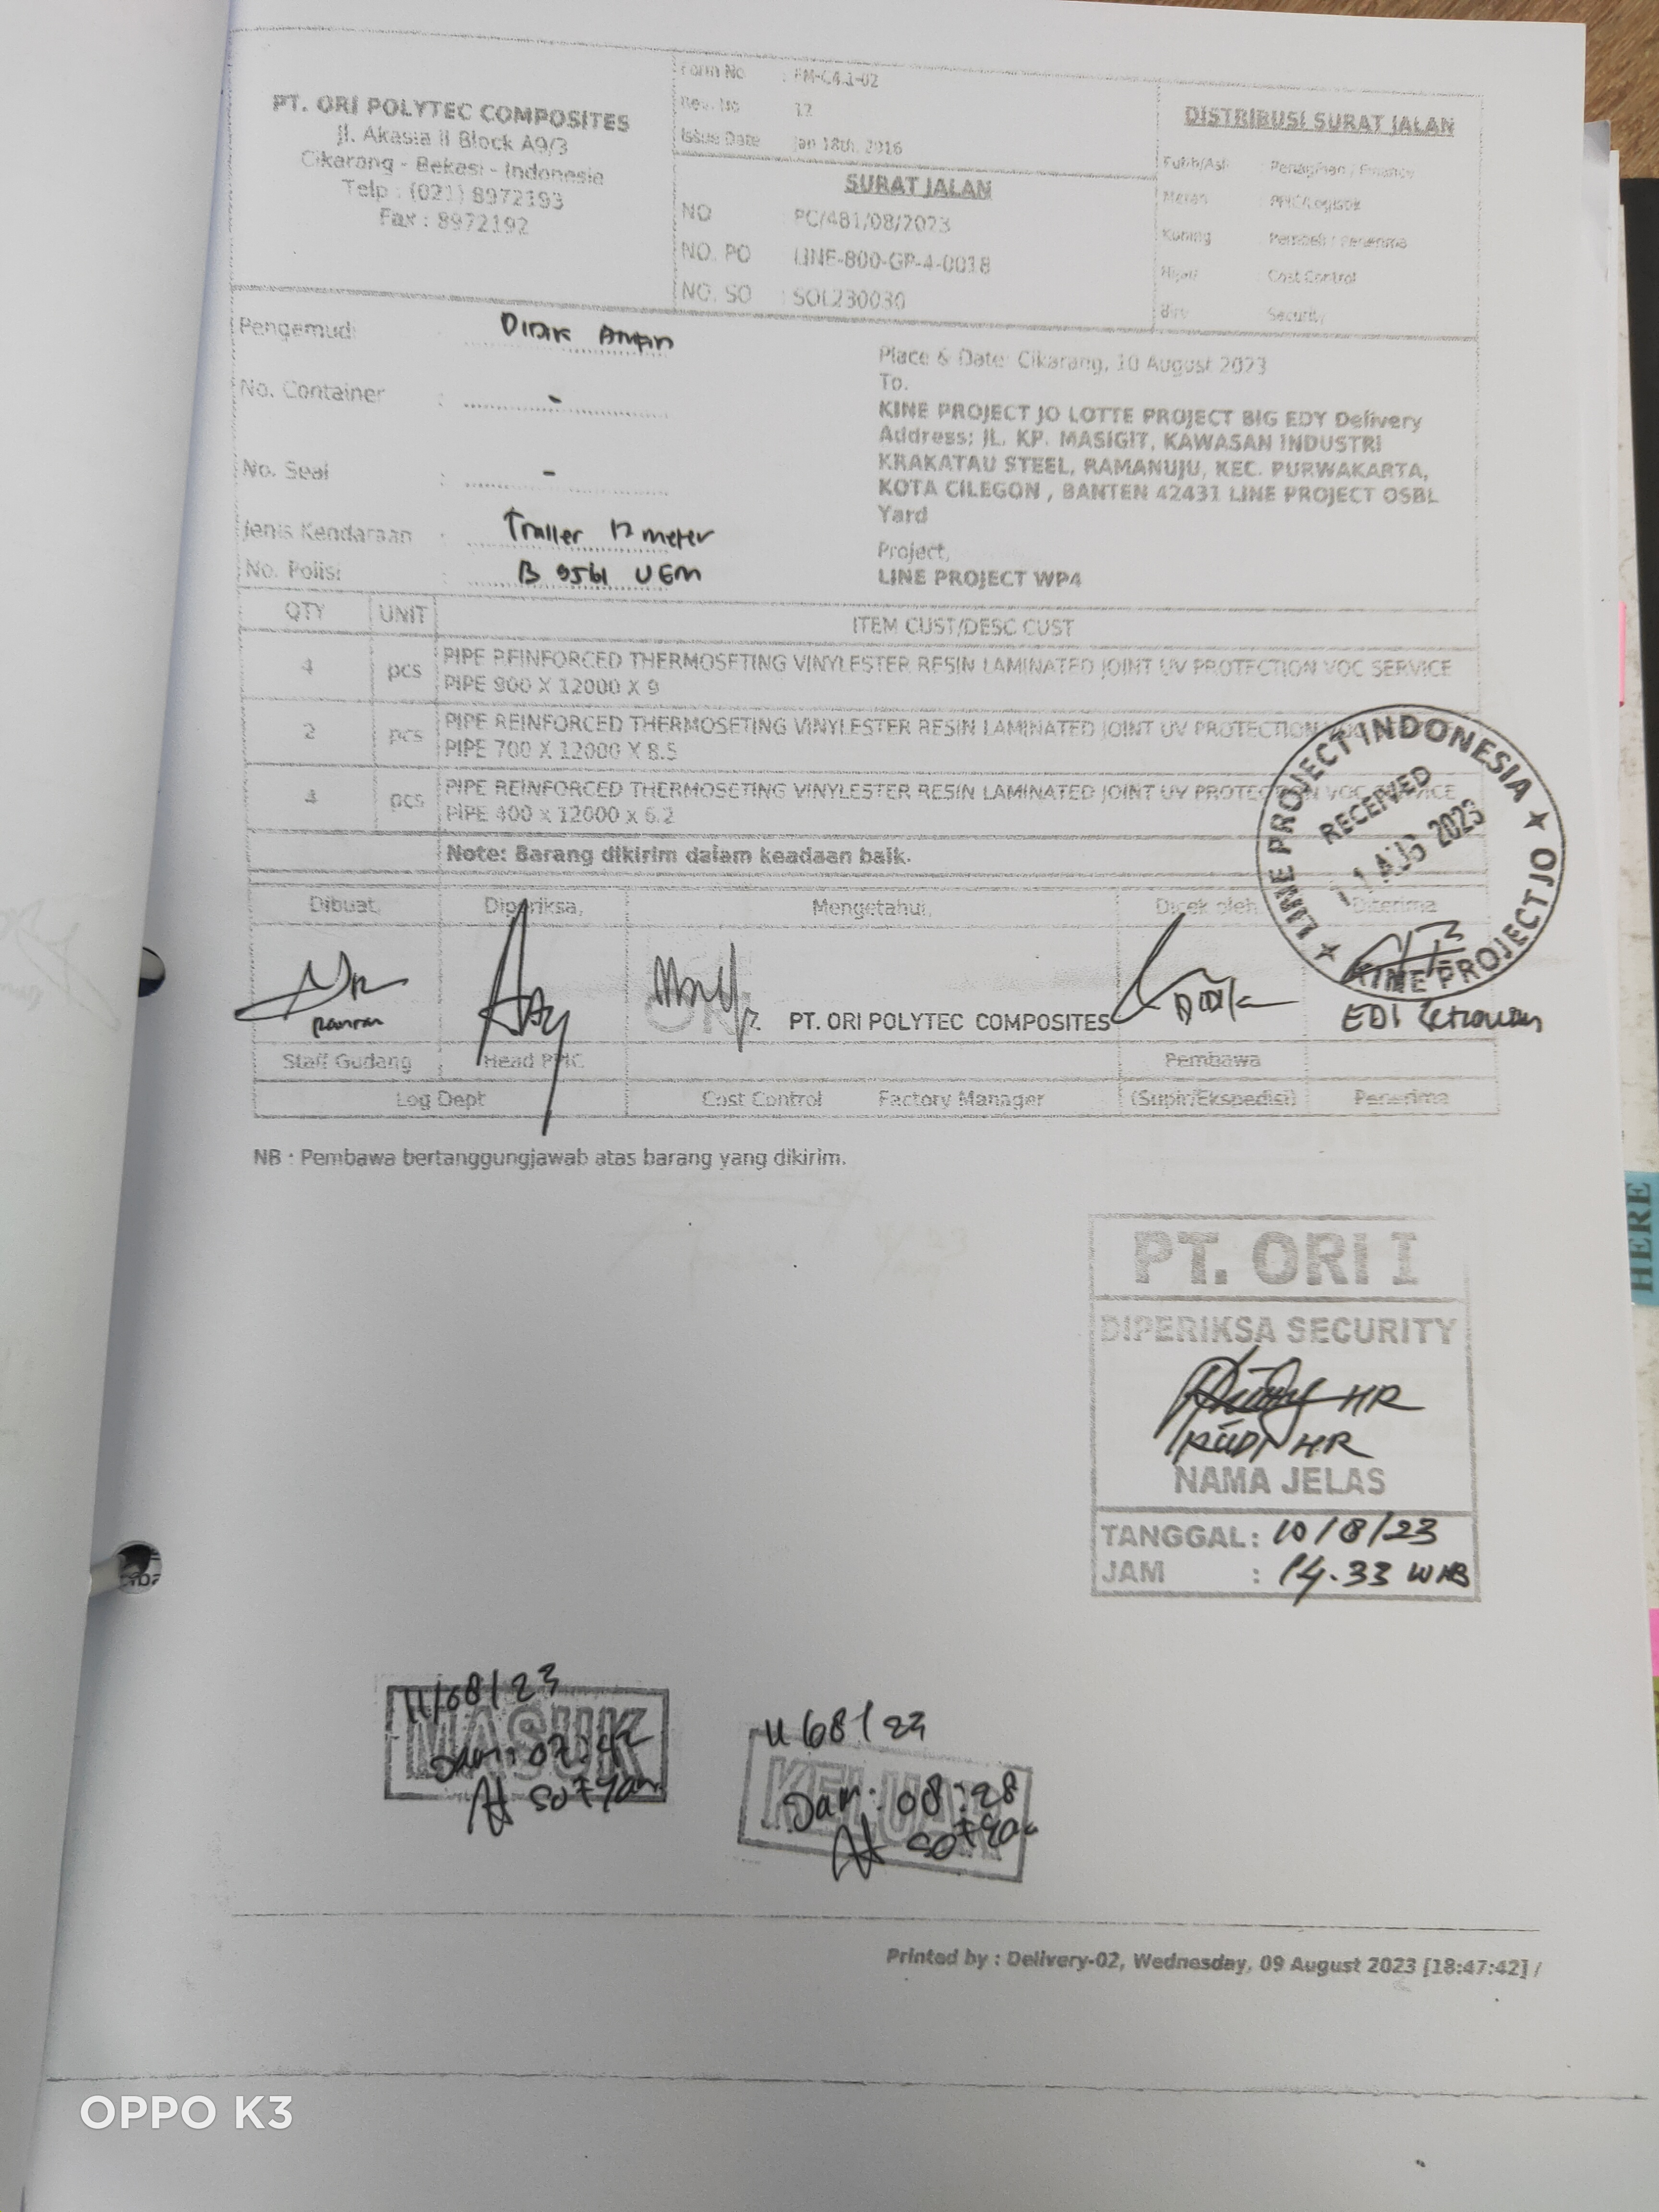 PT. ORI POLYTEC COMPOSITES
Jl. Akasia II Block A9/3
Cikarang - Bekasi - Indonesia
Telp : (021) 8972193
Fax : 8972192
Form No : FM-C4.1-02
Rev. No 12
Issue Date Jan 18th, 2016
SURAT JALAN
NO PC/481/08/2023
NO. PO LINE-800-GP-4-0018
NO. SO : SOL230030
DISTRIBUSI SURAT JALAN
Putih/Asli : Penagihan / Finance
Merah : PPIC/Logistik
Kuning : Pembeli / Penerima
Hijau : Cost Control
Biru : Security
Pengemudi :
No. Container : -
No. Seal : -
Jenis Kendaraan : Trailer 12 meter
No. Polisi : B 9561 UEM
Place & Date: Cikarang, 10 August 2023
To.
KINE PROJECT JO LOTTE PROJECT BIG EDY Delivery
Address: JL. KP. MASIGIT, KAWASAN INDUSTRI
KRAKATAU STEEL, RAMANUJU, KEC. PURWAKARTA,
KOTA CILEGON , BANTEN 42431 LINE PROJECT OSBL
Yard
Project,
LINE PROJECT WP4
QTY UNIT ITEM CUST/DESC CUST
4 pcs PIPE REINFORCED THERMOSETING VINYLESTER RESIN LAMINATED JOINT UV PROTECTION VOC SERVICE
PIPE 900 X 12000 X 9
2 pcs PIPE REINFORCED THERMOSETING VINYLESTER RESIN LAMINATED JOINT UV PROTECTION VOC
PIPE 700 X 12000 X 8.5
4 pcs PIPE REINFORCED THERMOSETING VINYLESTER RESIN LAMINATED JOINT UV PROTECTION VOC SERVICE
PIPE 400 x 12000 x 6.2
Note: Barang dikirim dalam keadaan baik.
LINE PROJECT INDONESIA
RECEIVED
11 AUG 2023
KINE PROJECT JO
Dibuat, Diperiksa, Mengetahui, Dicek oleh Diterima
PT. ORI POLYTEC COMPOSITES
EDI
Staff Gudang Head PPIC Pembawa
Log Dept Cost Control Factory Manager (Supir/Ekspedisi) Penerima
NB : Pembawa bertanggungjawab atas barang yang dikirim.
PT. ORI I
DIPERIKSA SECURITY
RUDI HR
NAMA JELAS
TANGGAL : 10/8/23
JAM : 14.33 WIB
11/08/23
MASUK
Jam: 07:42
11/08/23
KELUAR
Jam: 08:28
Printed by : Delivery-02, Wednesday, 09 August 2023 [18:47:42] /
HERE
OPPO K3